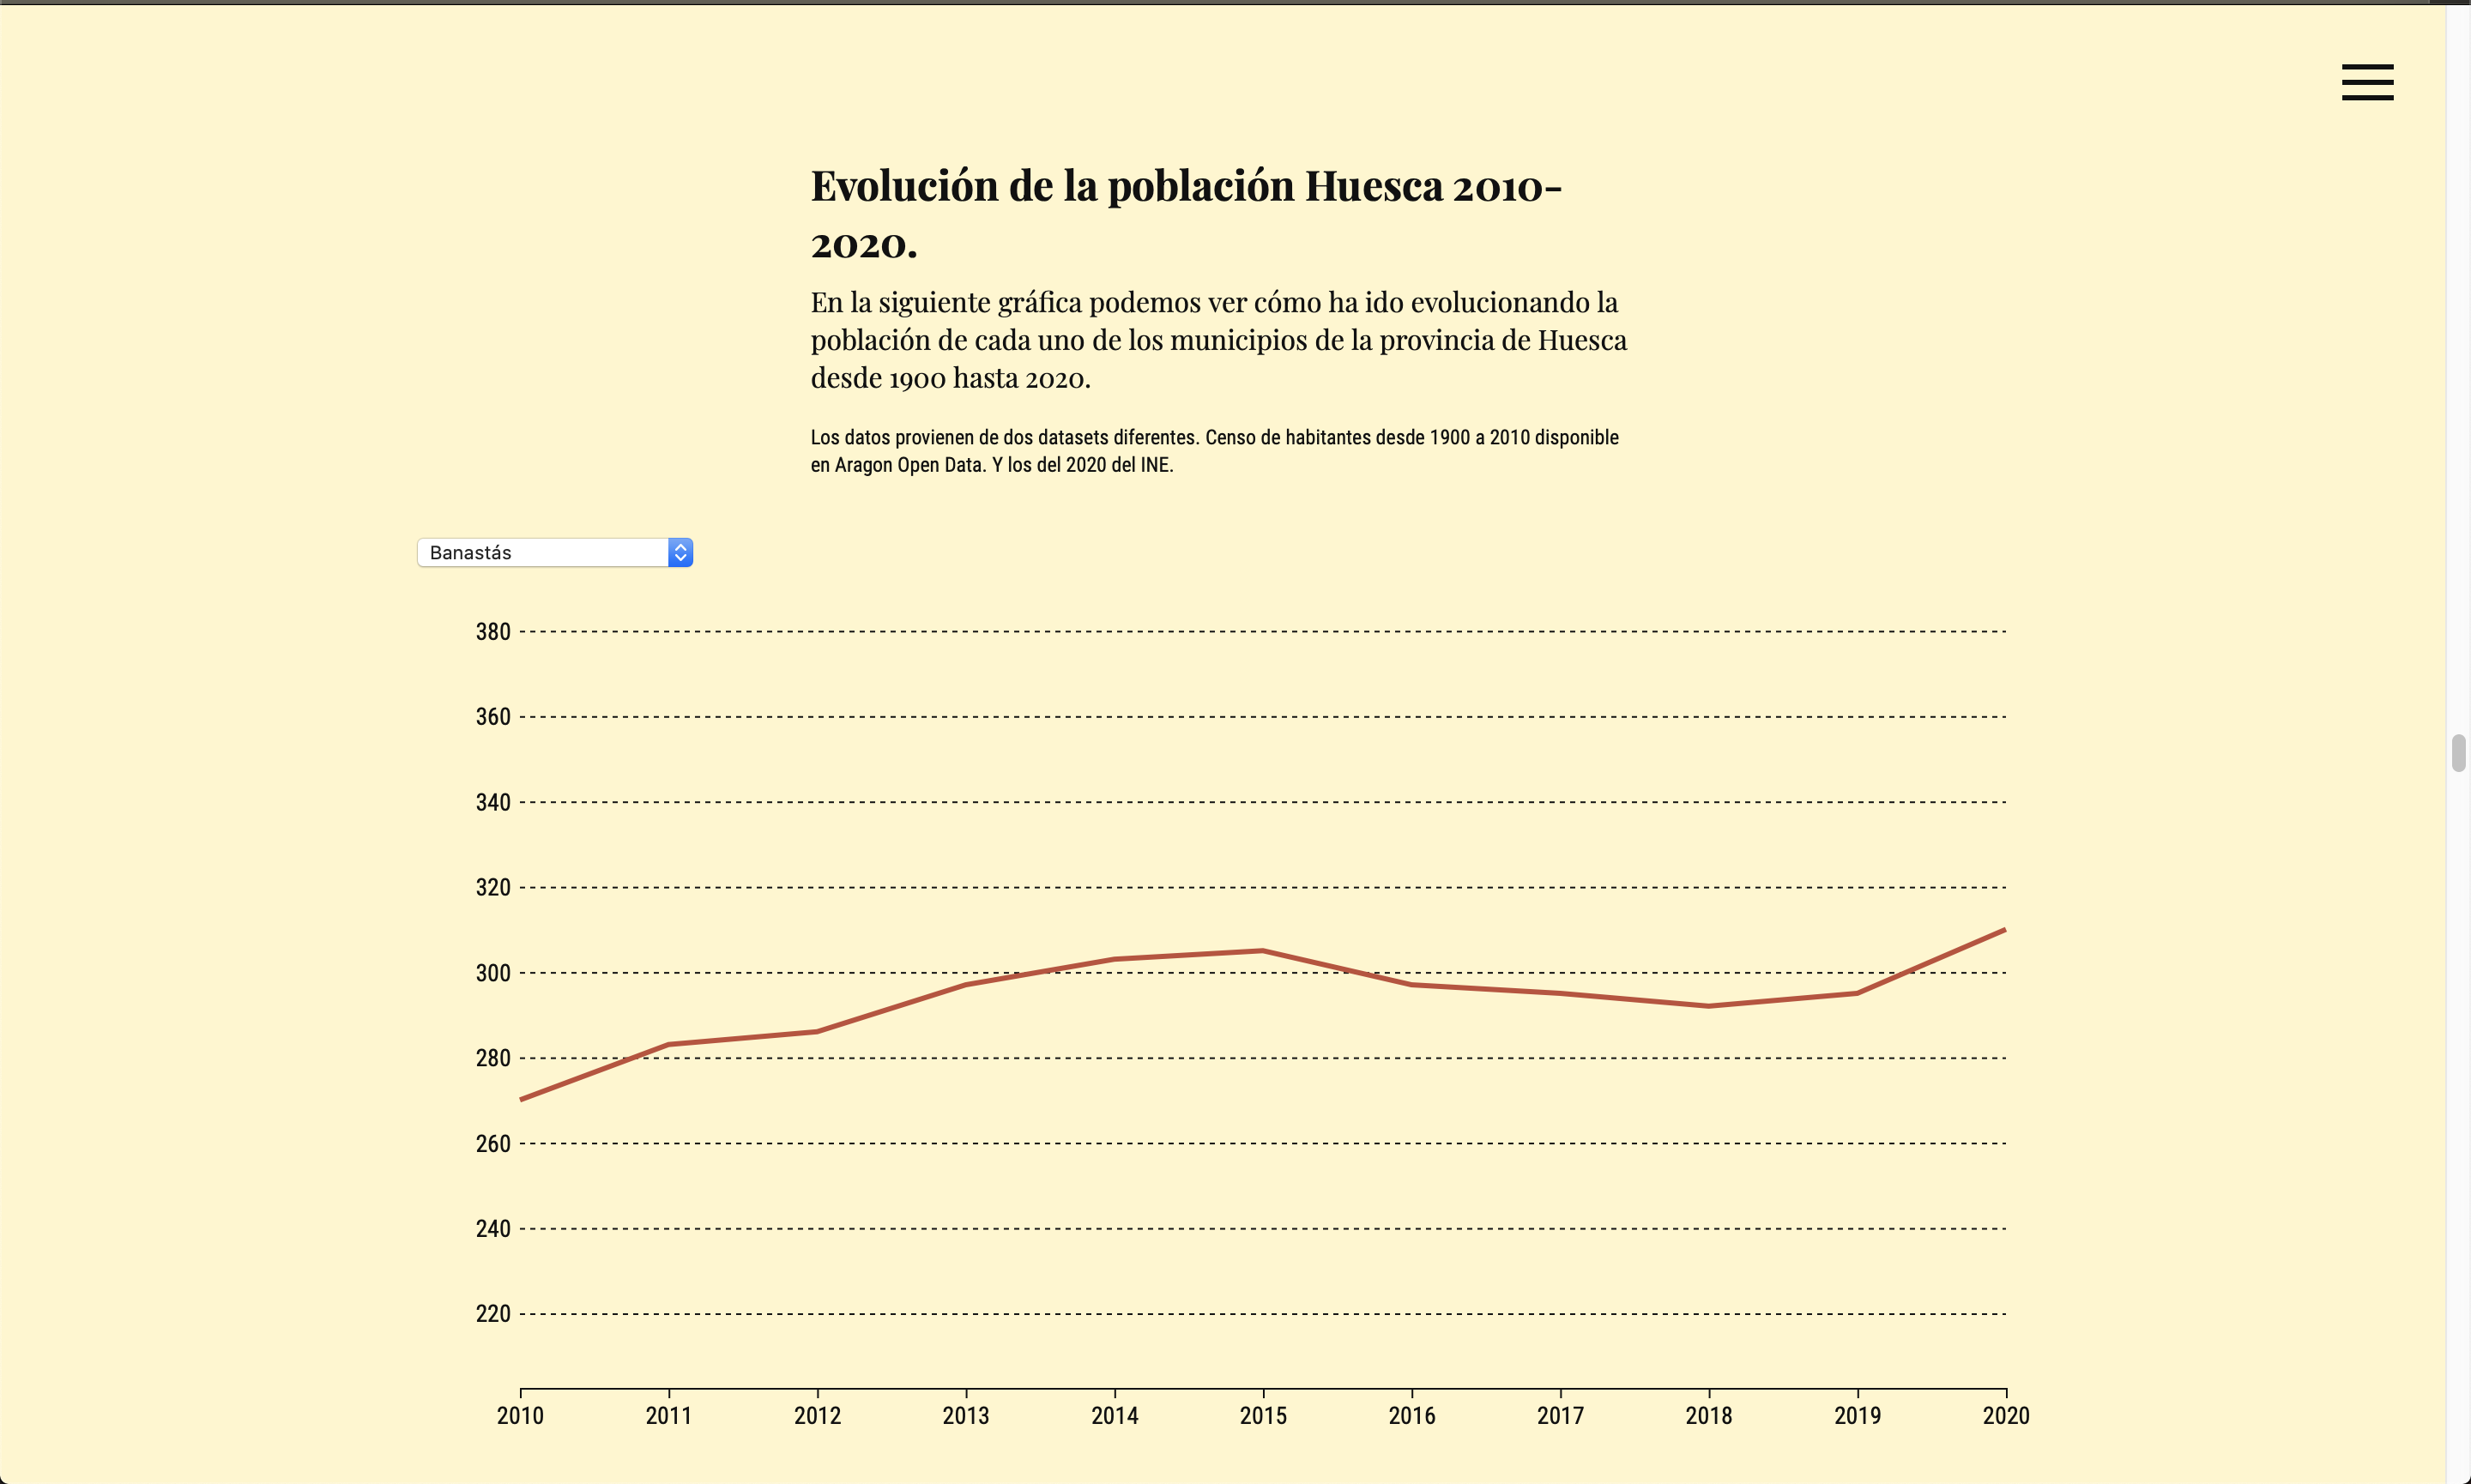 Evolución de la población Huesca 2010-
2020.
En la siguiente gráfica podemos ver cómo ha ido evolucionando la
población de cada uno de los municipios de la provincia de Huesca
desde 1900 hasta 2020.
Los datos provienen de dos datasets diferentes. Censo de habitantes desde 1900 a 2010 disponible
en Aragon Open Data. Y los del 2020 del INE.
Banastás
380
360
340
320
300
280
260
240
220
2010 2011 2012 2013 2014 2015 2016 2017 2018 2019 2020